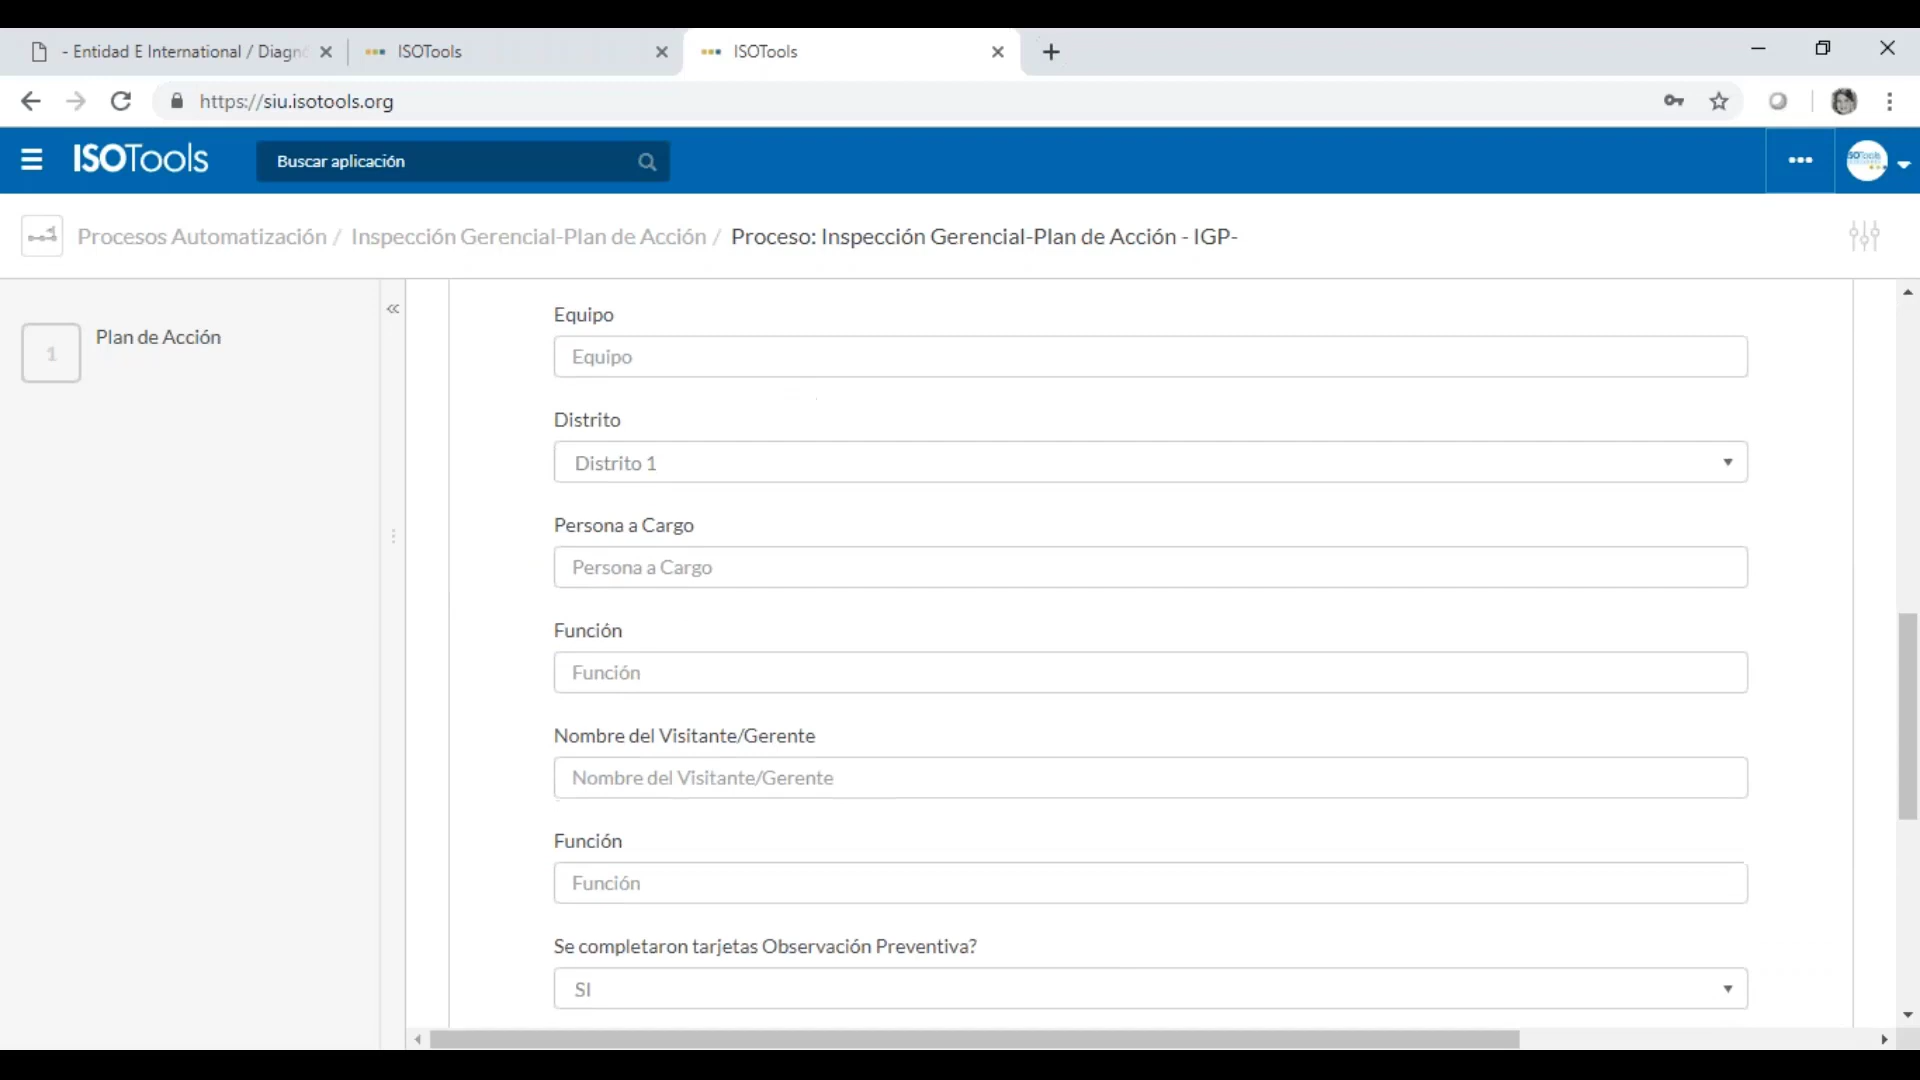 - Entidad E International / Diagn
ISOTools
ISOTools
https://siu.isotools.org
ISOTools
Buscar aplicación
Procesos Automatización / Inspección Gerencial-Plan de Acción / Proceso: Inspección Gerencial-Plan de Acción - IGP-
1
Plan de Acción
Equipo
Equipo
Distrito
Distrito 1
Persona a Cargo
Persona a Cargo
Función
Función
Nombre del Visitante/Gerente
Nombre del Visitante/Gerente
Función
Función
Se completaron tarjetas Observación Preventiva?
SI